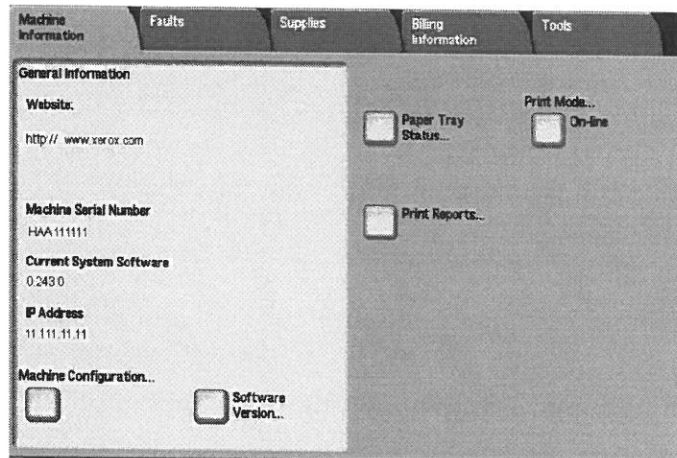 Machine
Information
Faults
Supplies
Billing
Information
Tools
General Information
Website:
http:// www.xerox.com
Machine Serial Number
HAA111111
Current System Software
0.243.0
IP Address
11.111.11.11
Machine Configuration...
Software
Version...
Paper Tray
Status...
Print Mode...
On-line
Print Reports...